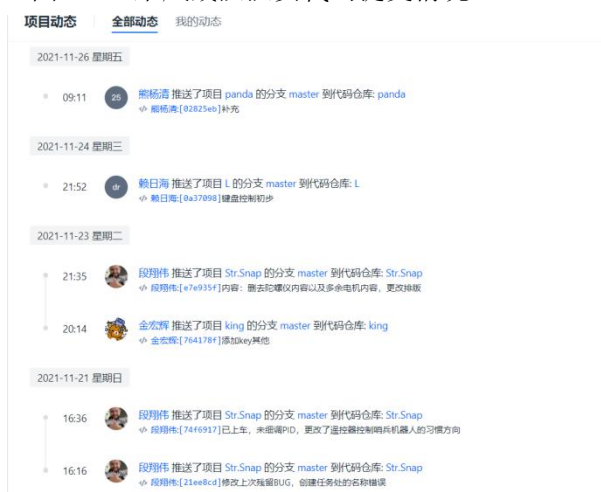 项目动态 全部动态 我的动态
2021-11-26 星期五
09:11 25 熊杨清 推送了项目 panda 的分支 master 到代码仓库: panda
熊杨清:[02825eb]补充
2021-11-24 星期三
21:52 dr 赖日海 推送了项目 L 的分支 master 到代码仓库: L
赖日海:[0a37098]键盘控制初步
2021-11-23 星期二
21:35 段翔伟 推送了项目 Str.Snap 的分支 master 到代码仓库: Str.Snap
段翔伟:[e7e935f]内容：删去陀螺仪内容以及多余电机内容，更改排版
20:14 金宏辉 推送了项目 king 的分支 master 到代码仓库: king
金宏辉:[764178f]添加key其他
2021-11-21 星期日
16:36 段翔伟 推送了项目 Str.Snap 的分支 master 到代码仓库: Str.Snap
段翔伟:[74f6917]已上车，未细调PID，更改了遥控器控制哨兵机器人的习惯方向
16:16 段翔伟 推送了项目 Str.Snap 的分支 master 到代码仓库: Str.Snap
段翔伟:[21ee8cd]修改上次残留BUG，创建任务处的名称错误